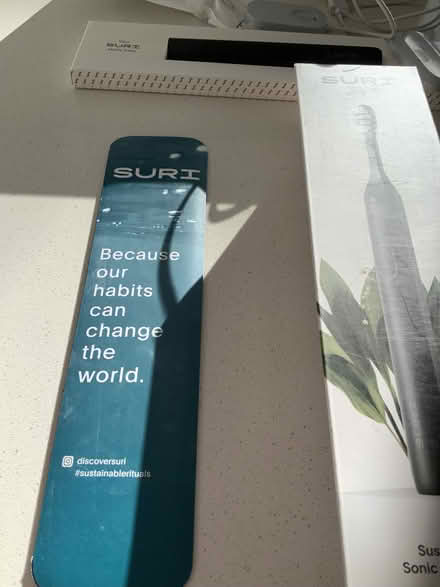 SURI
SURI
SURI
Because
our
habits
can
change
the
world.
discoversuri
#sustainablerituals
Sus
Sonic